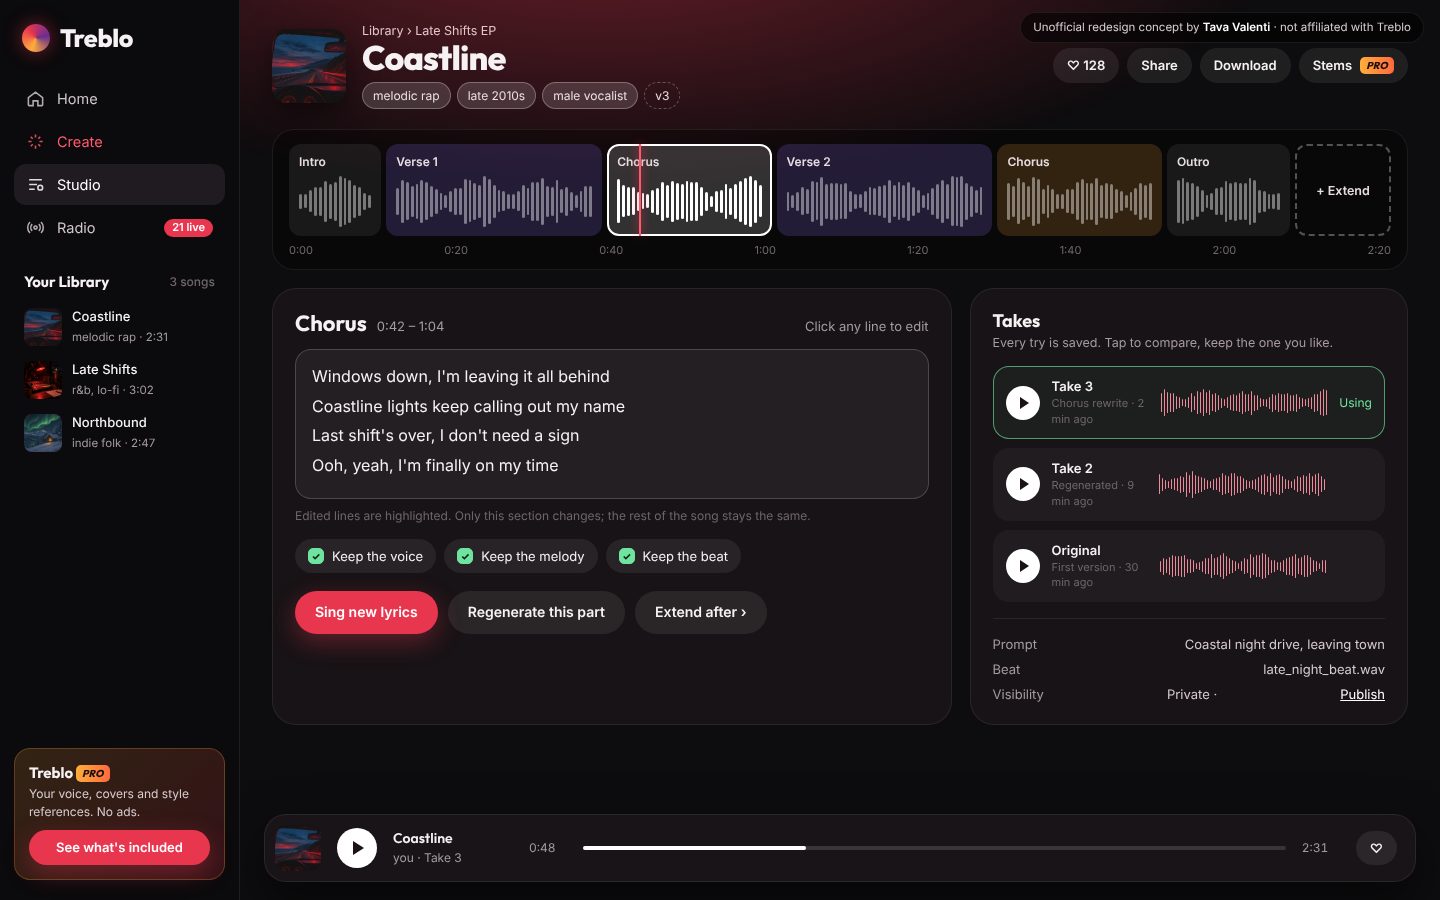 Treblo
Home
Create
Studio
Radio
21 live
Your Library
3 songs
Coastline
melodic rap · 2:31
Late Shifts
r&b, lo-fi · 3:02
Northbound
indie folk · 2:47
Treblo PRO
Your voice, covers and style
references. No ads.
See what's included
Unofficial redesign concept by Tava Valenti · not affiliated with Treblo
Library › Late Shifts EP
Coastline
melodic rap
late 2010s
male vocalist
v3
♡ 128
Share
Download
Stems PRO
Intro
Verse 1
Chorus
Verse 2
Chorus
Outro
+ Extend
0:00
0:20
0:40
1:00
1:20
1:40
2:00
2:20
Chorus 0:42 – 1:04
Click any line to edit
Windows down, I'm leaving it all behind
Coastline lights keep calling out my name
Last shift's over, I don't need a sign
Ooh, yeah, I'm finally on my time
Edited lines are highlighted. Only this section changes; the rest of the song stays the same.
Keep the voice
Keep the melody
Keep the beat
Sing new lyrics
Regenerate this part
Extend after ›
Takes
Every try is saved. Tap to compare, keep the one you like.
Take 3
Chorus rewrite · 2
min ago
Using
Take 2
Regenerated · 9
min ago
Original
First version · 30
min ago
Prompt
Coastal night drive, leaving town
Beat
late_night_beat.wav
Visibility
Private ·
Publish
Coastline
you · Take 3
0:48
2:31